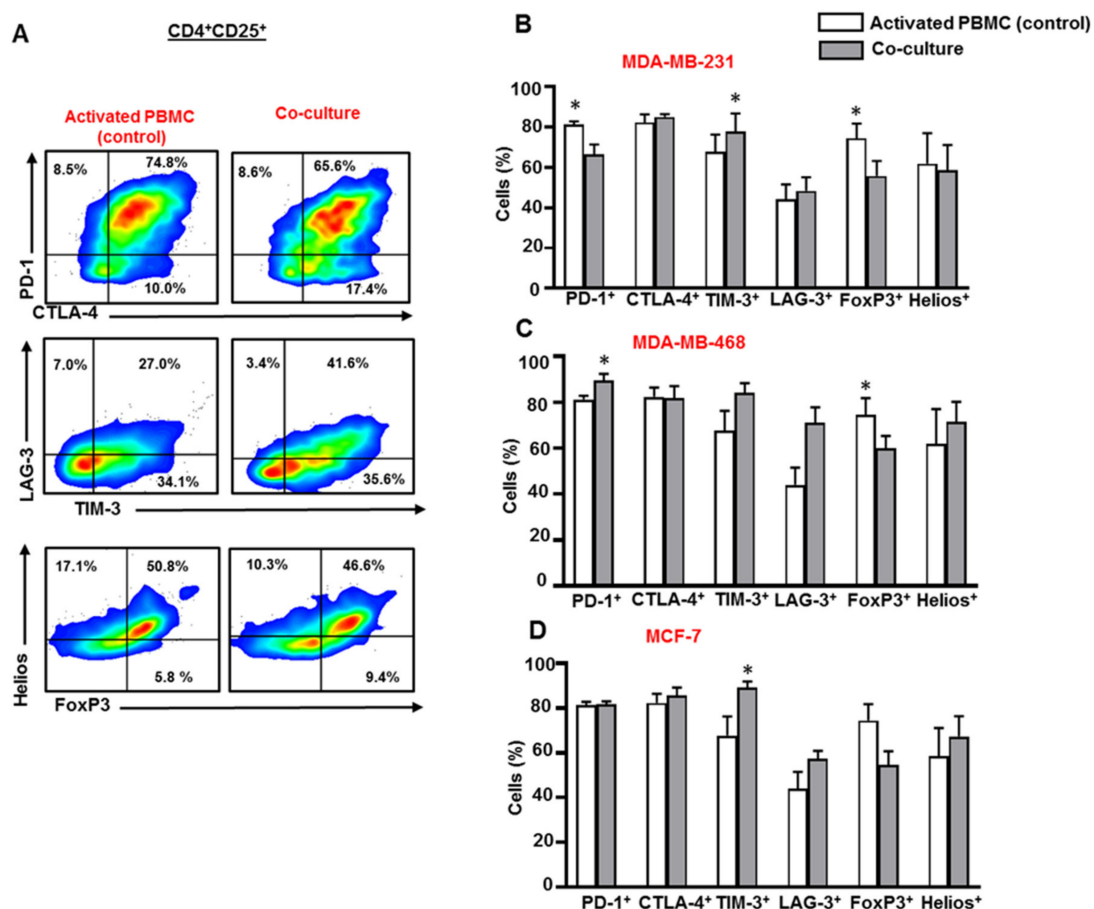 A
CD4+CD25+
Activated PBMC
(control)
Co-culture
8.5%
74.8%
10.0%
8.6%
65.6%
17.4%
PD-1
CTLA-4
7.0%
27.0%
34.1%
3.4%
41.6%
35.6%
LAG-3
TIM-3
17.1%
50.8%
5.8 %
10.3%
46.6%
9.4%
Helios
FoxP3
Activated PBMC (control)
Co-culture
B
MDA-MB-231
100
80
60
40
20
0
Cells (%)
* * *
PD-1+ CTLA-4+ TIM-3+ LAG-3+ FoxP3+ Helios+
C
MDA-MB-468
100
80
60
40
20
0
Cells (%)
* *
PD-1+ CTLA-4+ TIM-3+ LAG-3+ FoxP3+ Helios+
D
MCF-7
100
80
60
40
20
0
Cells (%)
*
PD-1+ CTLA-4+ TIM-3+ LAG-3+ FoxP3+ Helios+